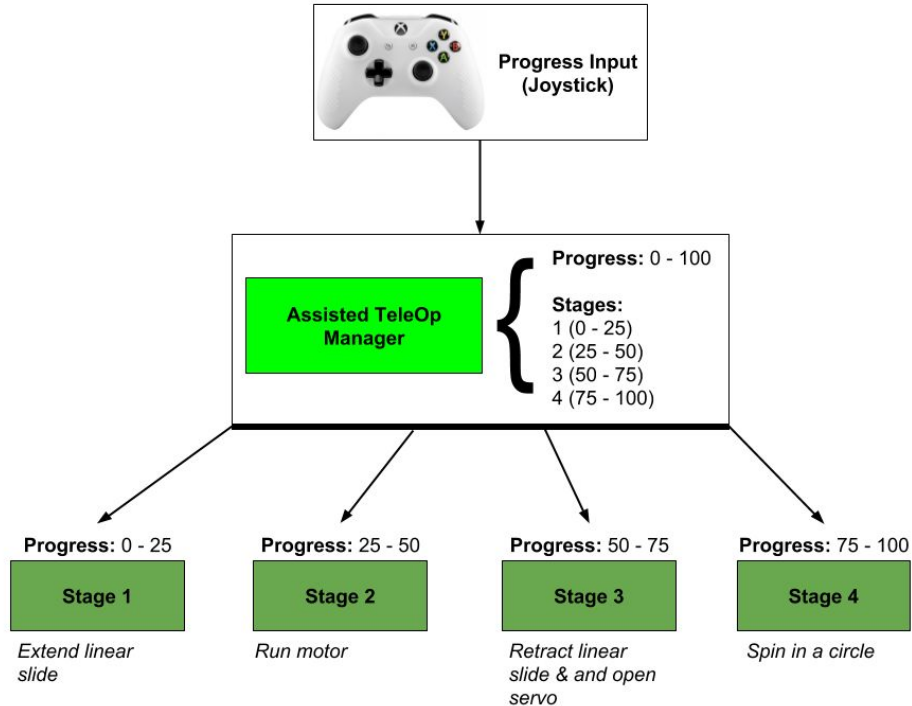 Y
X
B
A
Progress Input
(Joystick)
Assisted TeleOp
Manager
{
Progress: 0 - 100
Stages:
1 (0 - 25)
2 (25 - 50)
3 (50 - 75)
4 (75 - 100)
Progress: 0 - 25
Progress: 25 - 50
Progress: 50 - 75
Progress: 75 - 100
Stage 1
Stage 2
Stage 3
Stage 4
Extend linear
slide
Run motor
Retract linear
slide & and open
servo
Spin in a circle